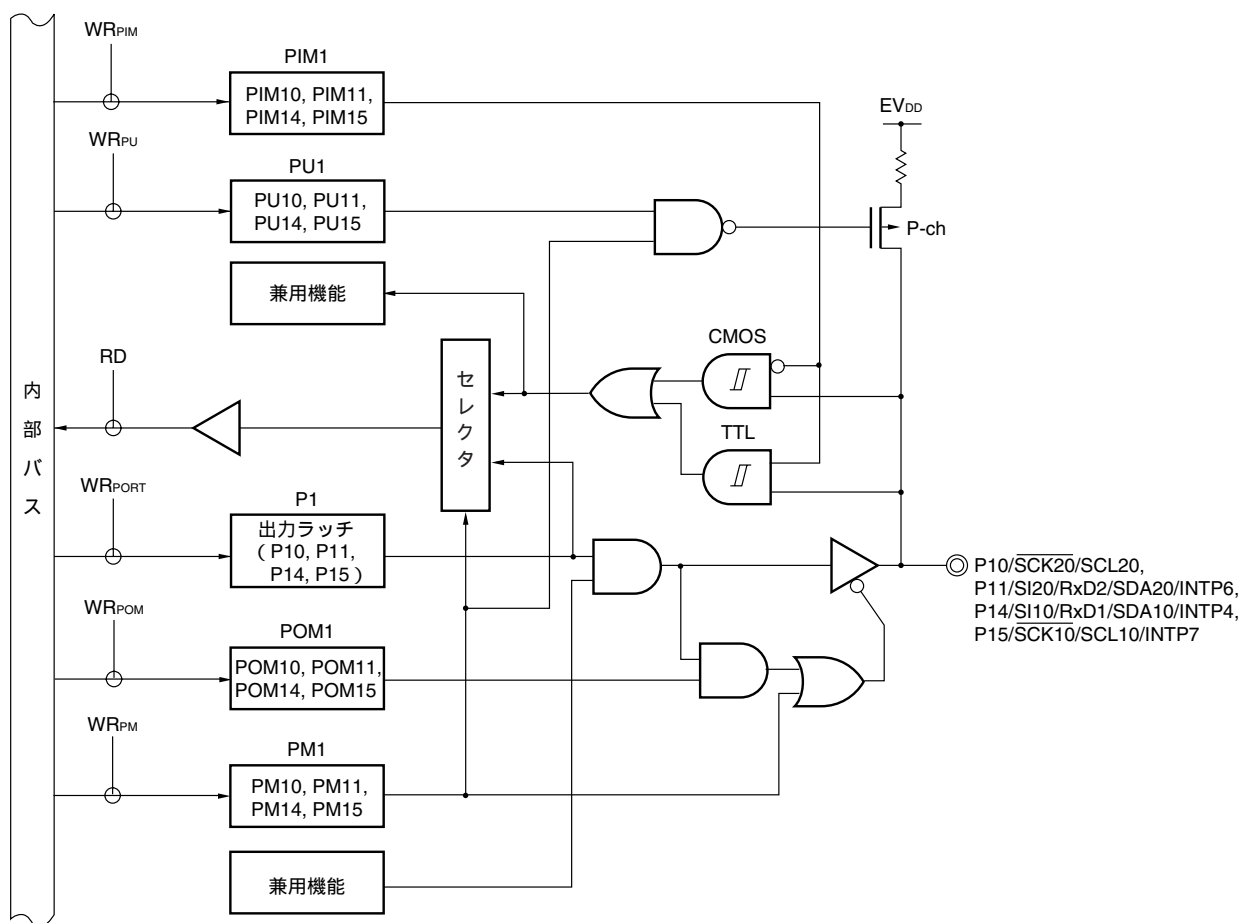 WRPIM
PIM1
PIM10, PIM11,
PIM14, PIM15
EVDD
WRPU
PU1
PU10, PU11,
PU14, PU15
P-ch
兼用機能
CMOS
RD
セレクタ
内部バス
TTL
WRPORT
P1
出力ラッチ
(P10, P11,
P14, P15)
P10/SCK20/SCL20,
P11/SI20/RxD2/SDA20/INTP6,
P14/SI10/RxD1/SDA10/INTP4,
P15/SCK10/SCL10/INTP7
WRPOM
POM1
POM10, POM11,
POM14, POM15
WRPM
PM1
PM10, PM11,
PM14, PM15
兼用機能